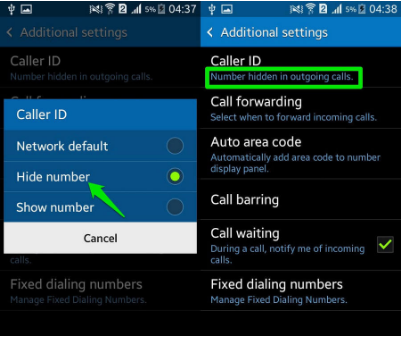 5% 04:37
< Additional settings
Caller ID
Number hidden in outgoing calls.
Caller ID
Network default
Hide number
Show number
Cancel
calls.
Fixed dialing numbers
Manage Fixed Dialing Numbers.
2 5% 04:38
< Additional settings
Caller ID
Number hidden in outgoing calls.
Call forwarding
Select when to forward incoming calls.
Auto area code
Automatically add area code to number
display panel.
Call barring
Call waiting
During a call, notify me of incoming
calls.
Fixed dialing numbers
Manage Fixed Dialing Numbers.